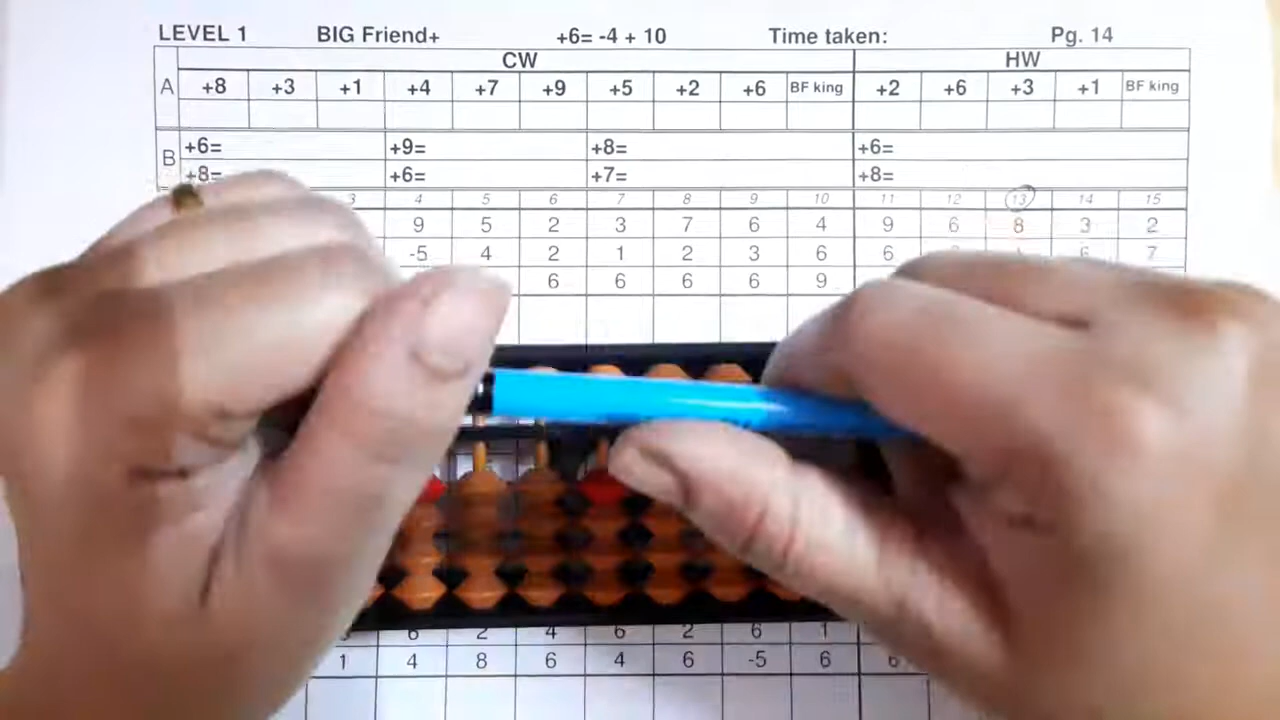 LEVEL 1 BIG Friend+ +6= -4 + 10 Time taken: Pg. 14
CW HW
A +8 +3 +1 +4 +7 +9 +5 +2 +6 BF king +2 +6 +3 +1 BF king
B +6= +9= +8= +6=
+8= +6= +7= +8=
3 4 5 6 7 8 9 10 11 12 13 14 15
9 5 2 3 7 6 4 9 6 8 3 2
-5 4 2 1 2 3 6 6 6 7
6 6 6 6 9
6 2 4 6 2 6 1
1 4 8 6 4 6 -5 6 6